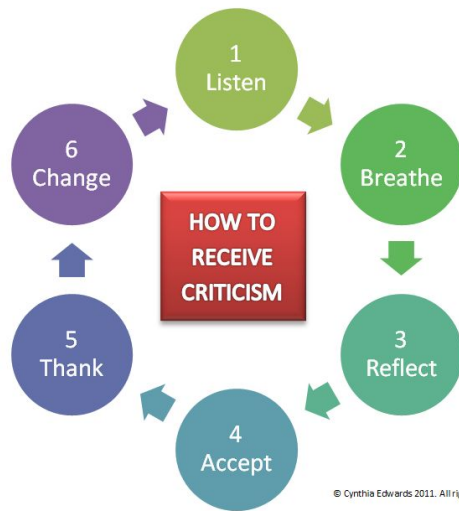 1
Listen
2
Breathe
3
Reflect
4
Accept
5
Thank
6
Change
HOW TO
RECEIVE
CRITICISM
© Cynthia Edwards 2011. All